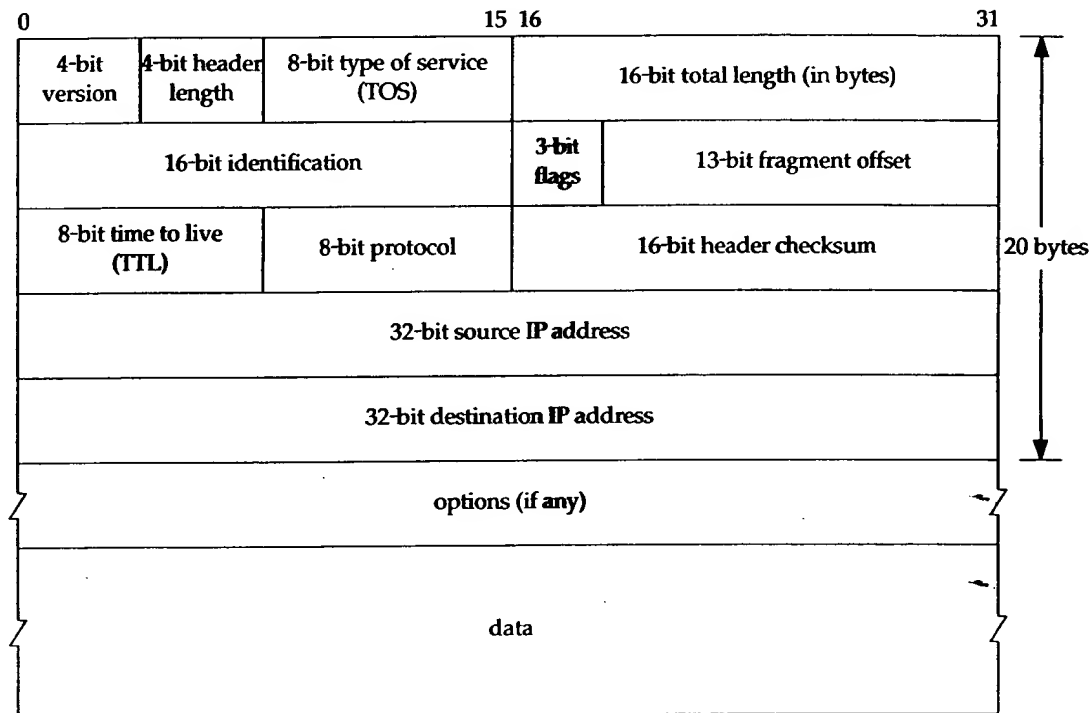 0 15 16 31
4-bit version
4-bit header length
8-bit type of service (TOS)
16-bit total length (in bytes)
16-bit identification
3-bit flags
13-bit fragment offset
8-bit time to live (TTL)
8-bit protocol
16-bit header checksum
20 bytes
32-bit source IP address
32-bit destination IP address
options (if any)
data